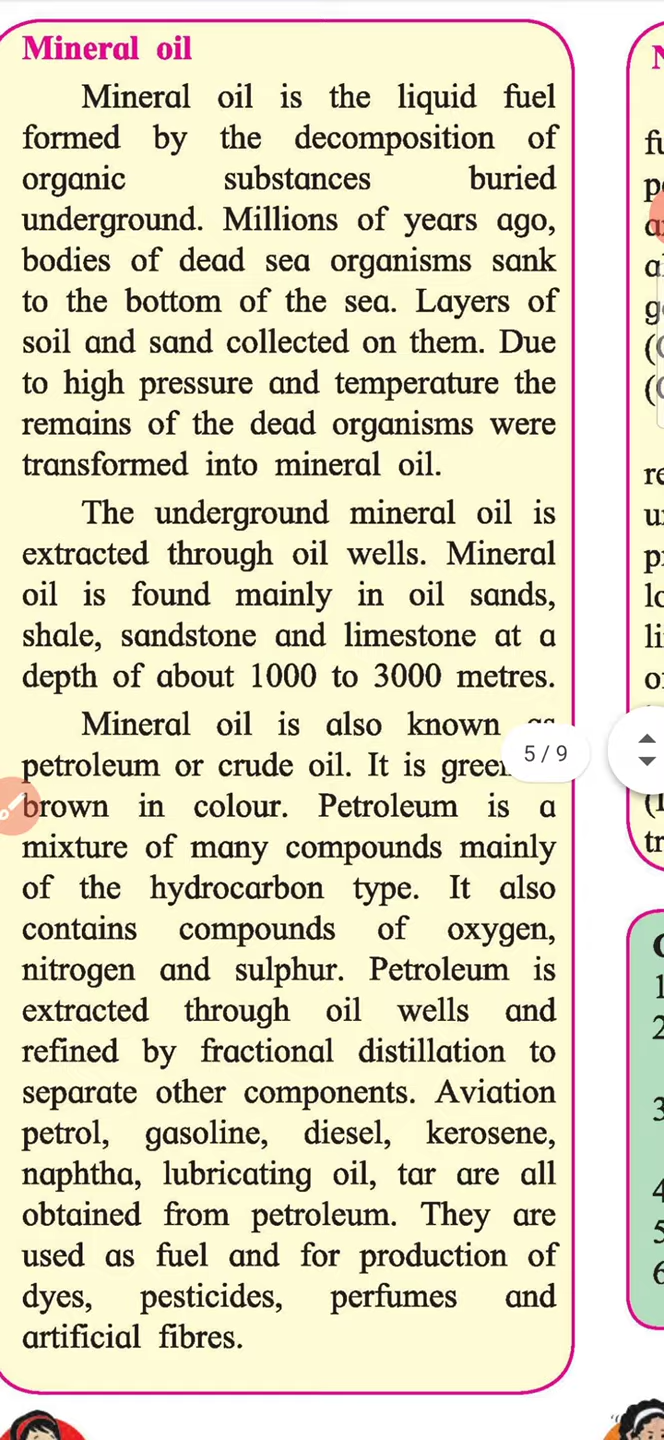 Mineral oil
Mineral oil is the liquid fuel
formed by the decomposition of
organic substances buried
underground. Millions of years ago,
bodies of dead sea organisms sank
to the bottom of the sea. Layers of
soil and sand collected on them. Due
to high pressure and temperature the
remains of the dead organisms were
transformed into mineral oil.
The underground mineral oil is
extracted through oil wells. Mineral
oil is found mainly in oil sands,
shale, sandstone and limestone at a
depth of about 1000 to 3000 metres.
Mineral oil is also known as
petroleum or crude oil. It is
brown in colour. Petroleum is a
mixture of many compounds mainly
of the hydrocarbon type. It also
contains compounds of oxygen,
nitrogen and sulphur. Petroleum is
extracted through oil wells and
refined by fractional distillation to
separate other components. Aviation
petrol, gasoline, diesel, kerosene,
naphtha, lubricating oil, tar are all
obtained from petroleum. They are
used as fuel and for production of
dyes, pesticides, perfumes and
artificial fibres.
5 / 9
1
2
3
4
5
6